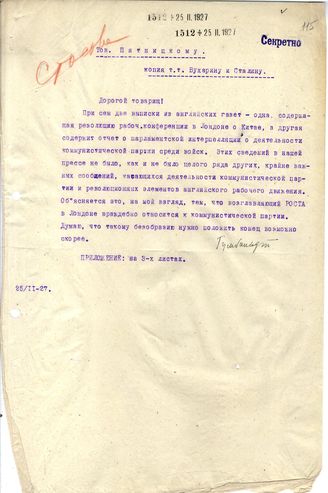 1512 * 25 II. 1927
1512 * 25 II. 1927
115
Секретно
срочно
Тов. Пятницкому.
копия т.т. Бухарину и Сталину.
Дорогой товарищ!
При сем две выписки из английских газет - одна содержа-
щая резолюцию рабоч.конференции в Лондоне о Китае, а другая
содержит отчет о парламентской интерпелляции о деятельности
коммунистической партии среди войск. Этих сведений в нашей
прессе не было, как и не было целого ряда других, крайне важ-
них сообщений, касающихся деятельности коммунистической пар-
тии и революционных элементов английского рабочего движения.
Об'ясняется это, на мой взгляд, тем, что возглавляющий РОСТА
в Лондоне враждебно относится к коммунистической партии.
Думаю, что такому безобразию нужно положить конец возможно
скорее.
ПРИЛОЖЕНИЕ: на 3-х листах.
25/II-27.